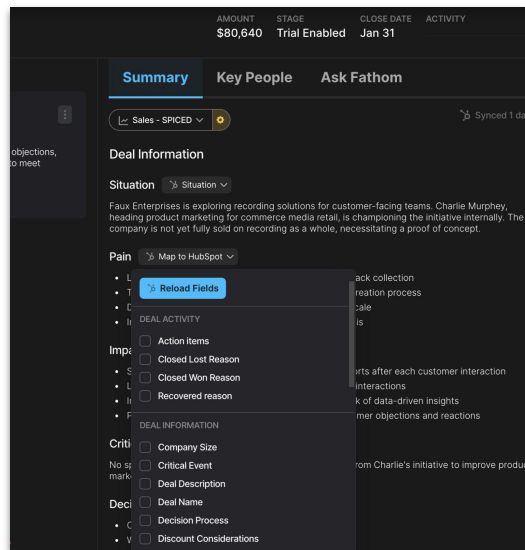 AMOUNT STAGE CLOSE DATE ACTIVITY
$80,640 Trial Enabled Jan 31
Summary Key People Ask Fathom
Sales - SPICED
Synced 1 da
objections,
to meet
Deal Information
Situation Situation
Faux Enterprises is exploring recording solutions for customer-facing teams. Charlie Murphey,
heading product marketing for commerce media retail, is championing the initiative internally. The
company is not yet fully sold on recording as a whole, necessitating a proof of concept.
Pain Map to HubSpot
Reload Fields
ack collection
reation process
cale
is
DEAL ACTIVITY
Action items
Closed Lost Reason
Closed Won Reason
Recovered reason
Impa
orts after each customer interaction
interactions
k of data-driven insights
mer objections and reactions
DEAL INFORMATION
Company Size
Critical Event
Deal Description
Deal Name
Decision Process
Discount Considerations
Criti
No sp
rom Charlie's initiative to improve produ
mark
Deci